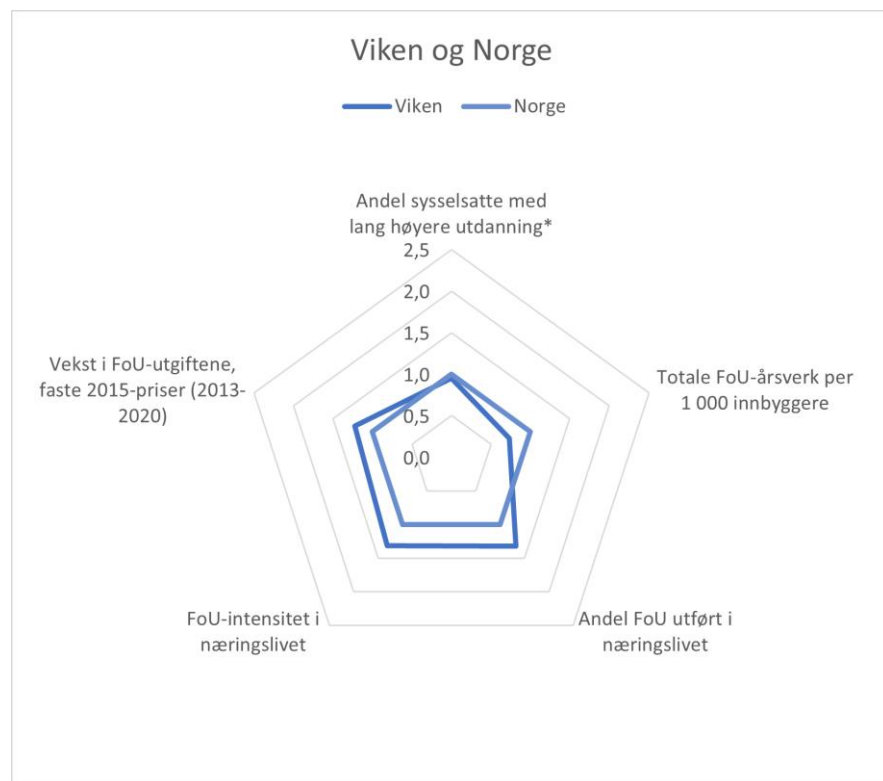 Viken og Norge
Viken
Norge
Andel sysselsatte med
lang høyere utdanning*
2,5
2,0
1,5
1,0
0,5
0,0
Totale FoU-årsverk per
1 000 innbyggere
Andel FoU utført i
næringslivet
FoU-intensitet i
næringslivet
Vekst i FoU-utgiftene,
faste 2015-priser (2013-
2020)